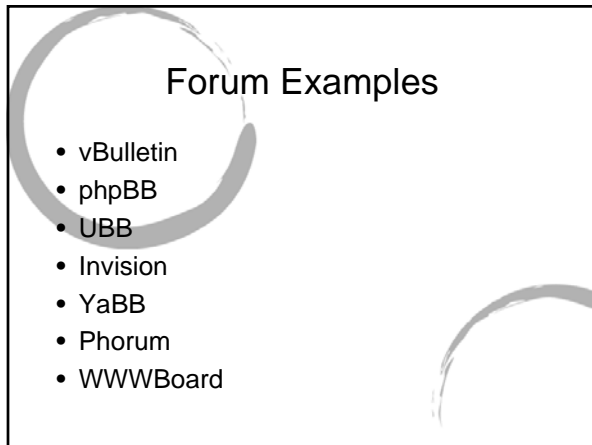 Forum Examples
• vBulletin
• phpBB
• UBB
• Invision
• YaBB
• Phorum
• WWWBoard